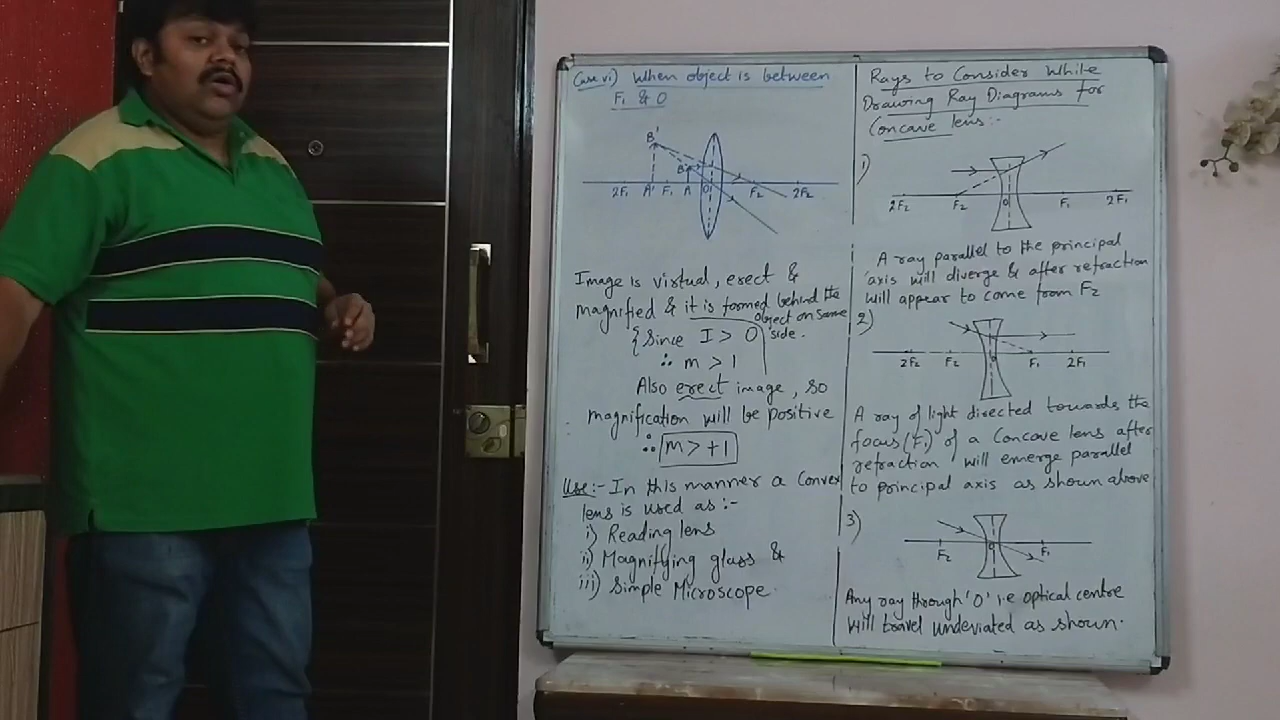 (Case vi) When object is between
F₁ & O
B'
B
2F₁ A' F₁ A O F₂ 2F₂
Image is virtual, erect &
magnified & it is formed behind the
object on same
side.
{Since I > O}
∴ m > 1
Also erect image, so
magnification will be positive
∴ m > +1
Use:- In this manner a Convex
lens is used as :-
i) Reading lens
ii) Magnifying glass &
iii) Simple Microscope.
Rays to Consider While
Drawing Ray Diagrams for
Concave lens:-
1)
2F₂ F₂ O F₁ 2F₁
A ray parallel to the principal
axis will diverge & after refraction
will appear to come from F₂
2)
2F₂ F₂ O F₁ 2F₁
A ray of light directed towards the
focus (F₁) of a Concave lens after
refraction will emerge parallel
to principal axis as shown above
3)
F₂ O F₁
Any ray through 'O' i.e optical centre
will travel undeviated as shown.